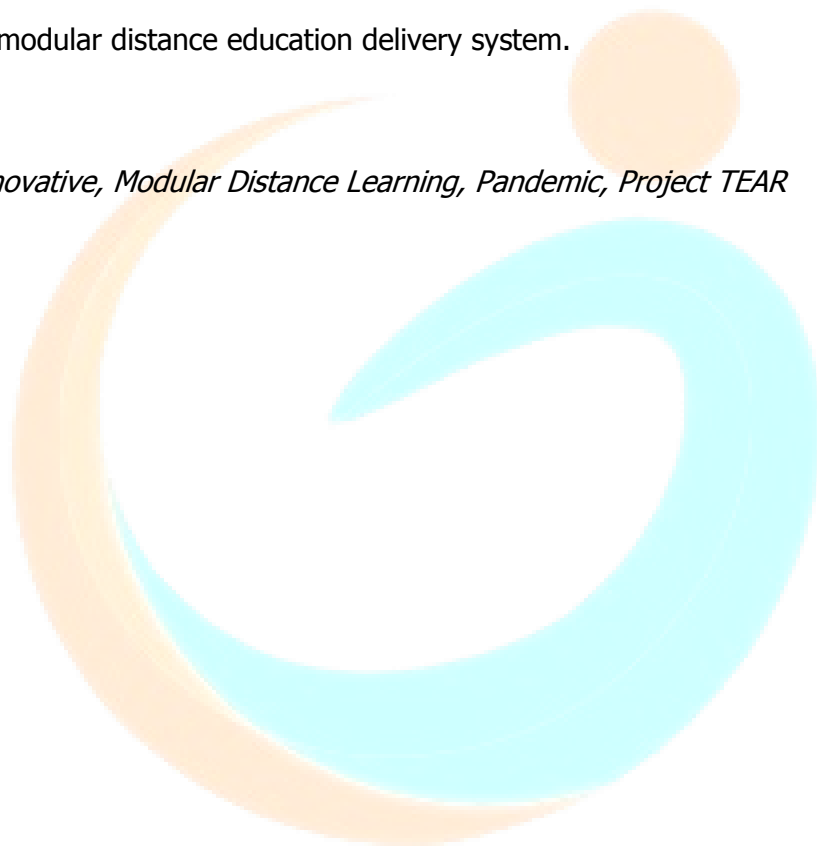 modular distance education delivery system.
novative, Modular Distance Learning, Pandemic, Project TEAR